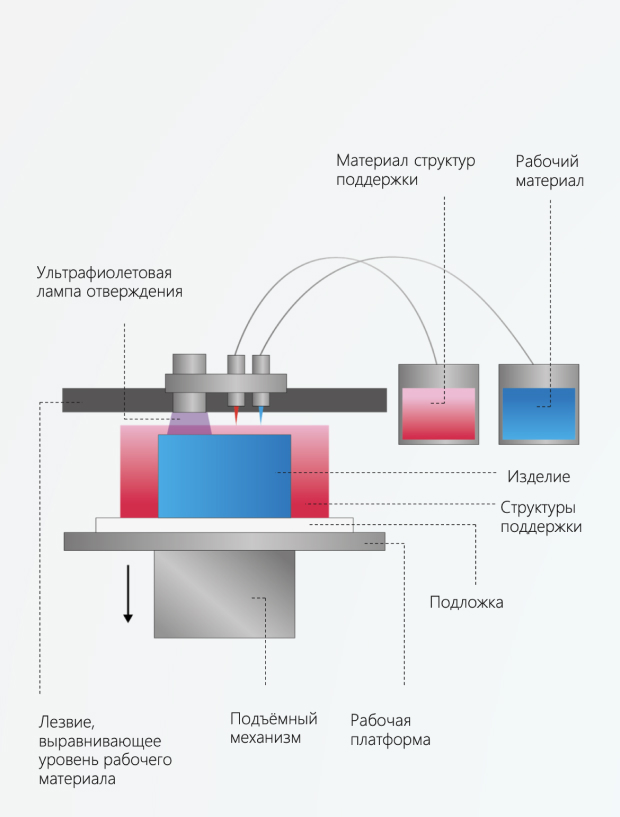 Материал структур
поддержки
Рабочий
материал
Ультрафиолетовая
лампа отверждения
Изделие
Структуры
поддержки
Подложка
Лезвие,
выравнивающее
уровень рабочего
материала
Подъёмный
механизм
Рабочая
платформа